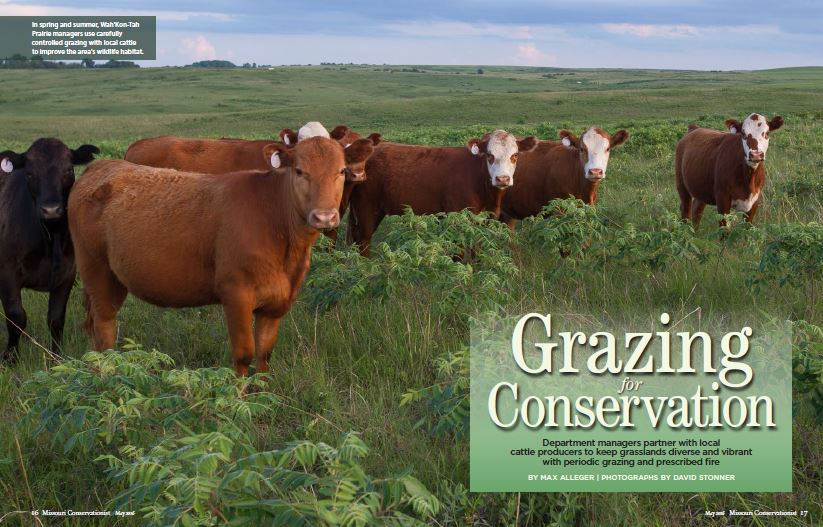 In spring and summer, Wah'Kon-Tah
Prairie managers use carefully
controlled grazing with local cattle
to improve the area's wildlife habitat.
Grazing
for
Conservation
Department managers partner with local
cattle producers to keep grasslands diverse and vibrant
with periodic grazing and prescribed fire
BY MAX ALLEGER | PHOTOGRAPHS BY DAVID STONNER
16 Missouri Conservationist May
May Missouri Conservationist 17